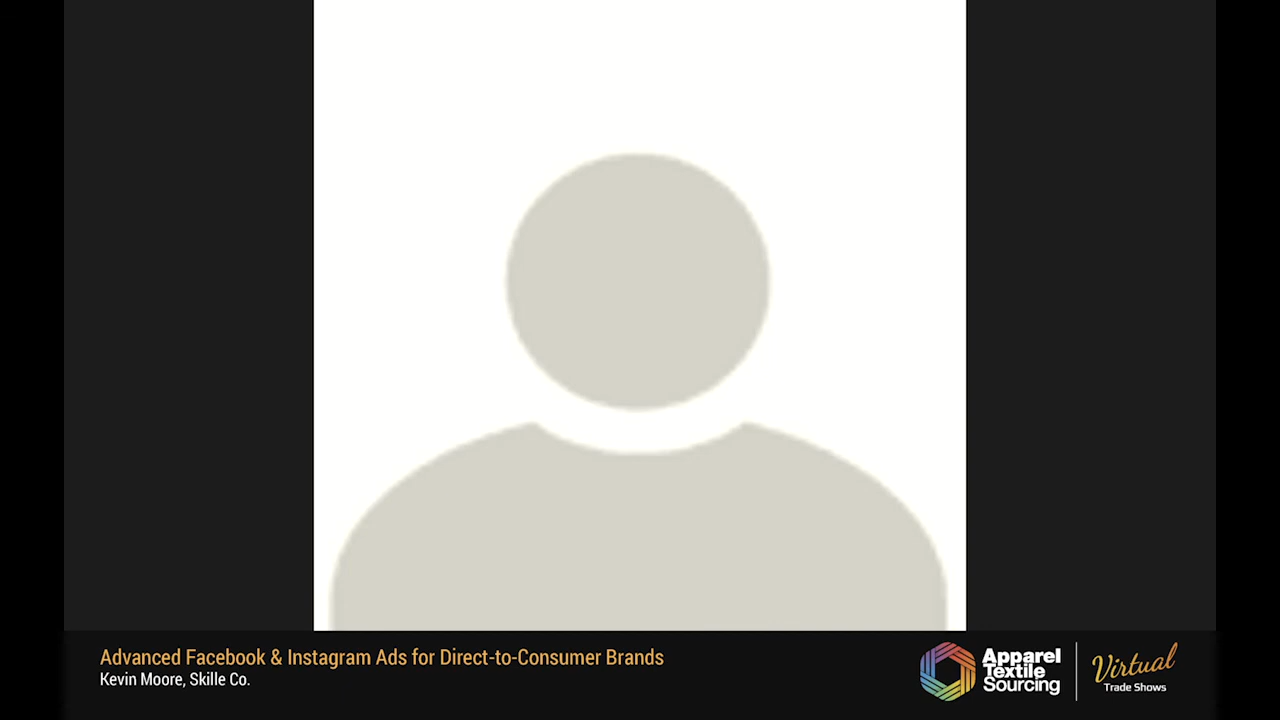 Advanced Facebook & Instagram Ads for Direct-to-Consumer Brands
Kevin Moore, Skille Co.
Apparel
Textile
Sourcing
Virtual
Trade Shows